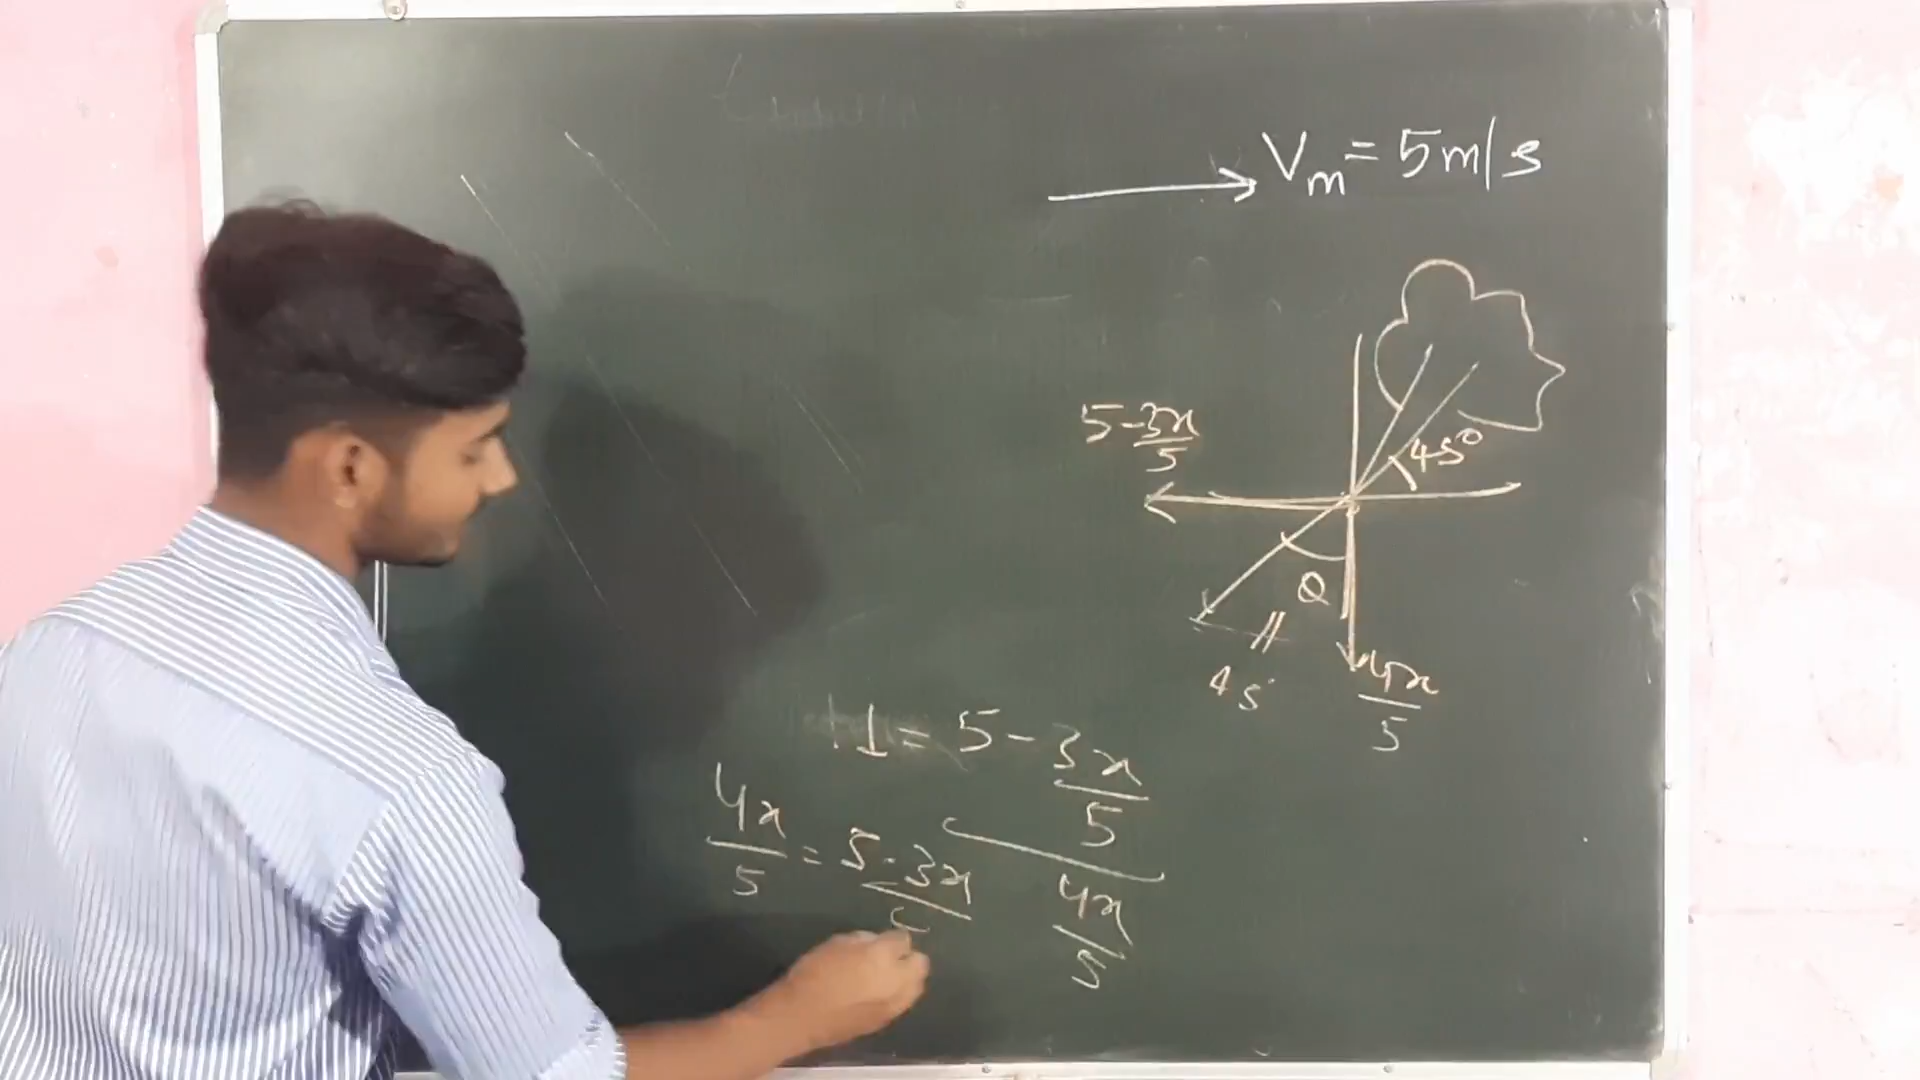 Vm = 5m/s
5-3x/5
45°
θ
45
4x/5
1 = (5 - 3x/5)/(4x/5)
4x/5 = 5-3x/5